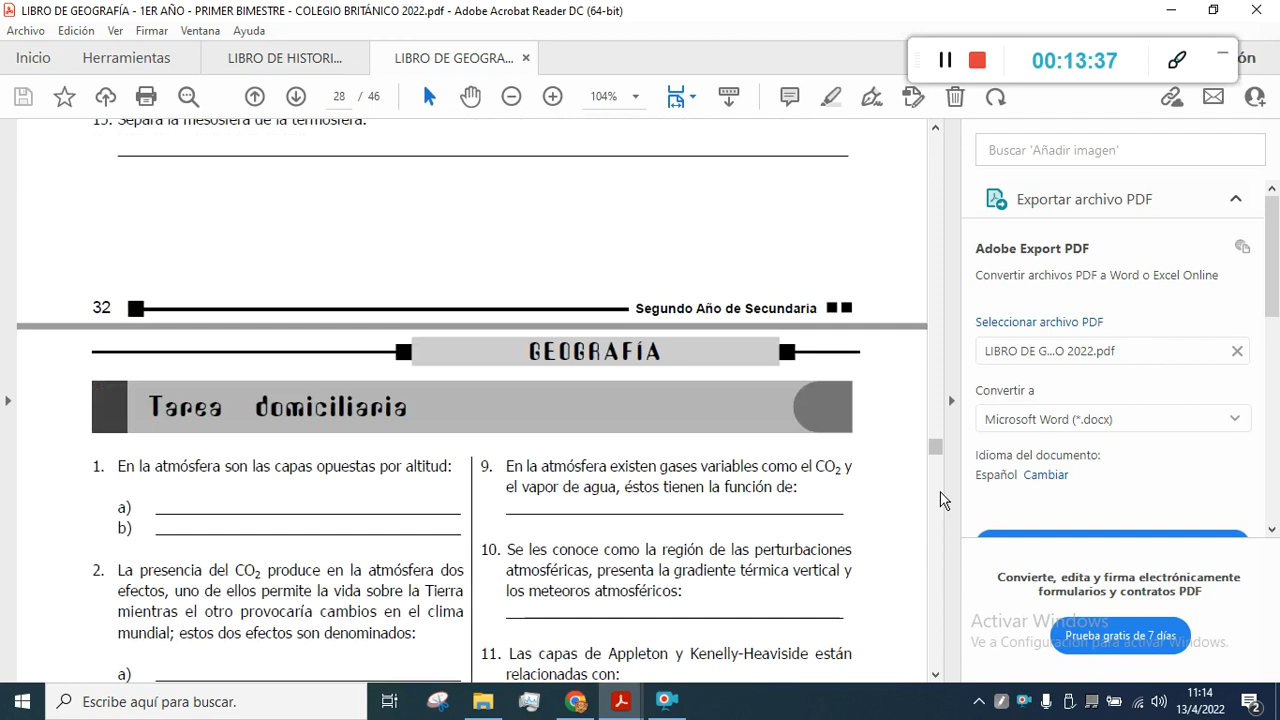 LIBRO DE GEOGRAFÍA - 1ER AÑO - PRIMER BIMESTRE - COLEGIO BRITÁNICO 2022.pdf - Adobe Acrobat Reader DC (64-bit)
Archivo Edición Ver Firmar Ventana Ayuda
Inicio Herramientas LIBRO DE HISTORI... LIBRO DE GEOGRA... ×
00:13:37
28 / 46 104%
15. Separa la mesosfera de la termosfera:
32 Segundo Año de Secundaria
GEOGRAFÍA
Tarea domiciliaria
1. En la atmósfera son las capas opuestas por altitud:
a)
b)
2. La presencia del CO₂ produce en la atmósfera dos
efectos, uno de ellos permite la vida sobre la Tierra
mientras el otro provocaría cambios en el clima
mundial; estos dos efectos son denominados:
a)
9. En la atmósfera existen gases variables como el CO₂ y
el vapor de agua, éstos tienen la función de:
10. Se les conoce como la región de las perturbaciones
atmosféricas, presenta la gradiente térmica vertical y
los meteoros atmosféricos:
11. Las capas de Appleton y Kenelly-Heaviside están
relacionadas con:
Buscar 'Añadir imagen'
Exportar archivo PDF
Adobe Export PDF
Convertir archivos PDF a Word o Excel Online
Seleccionar archivo PDF
LIBRO DE G...O 2022.pdf
Convertir a
Microsoft Word (*.docx)
Idioma del documento:
Español Cambiar
Convierte, edita y firma electrónicamente
formularios y contratos PDF
Activar Windows
Prueba gratis de 7 días
Ve a Configuración para activar Windows.
Escribe aquí para buscar.
11:14
13/4/2022
2